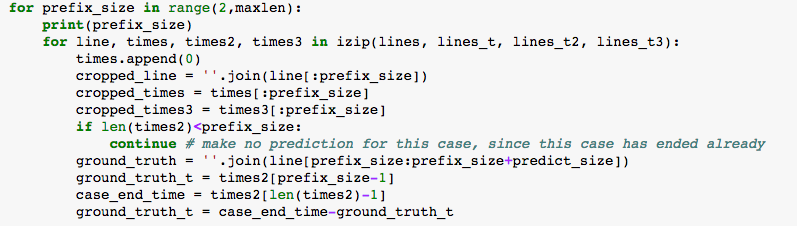 for prefix_size in range(2,maxlen):
    print(prefix_size)
    for line, times, times2, times3 in izip(lines, lines_t, lines_t2, lines_t3):
        times.append(0)
        cropped_line = ''.join(line[:prefix_size])
        cropped_times = times[:prefix_size]
        cropped_times3 = times3[:prefix_size]
        if len(times2)<prefix_size:
            continue # make no prediction for this case, since this case has ended already
        ground_truth = ''.join(line[prefix_size:prefix_size+predict_size])
        ground_truth_t = times2[prefix_size-1]
        case_end_time = times2[len(times2)-1]
        ground_truth_t = case_end_time-ground_truth_t